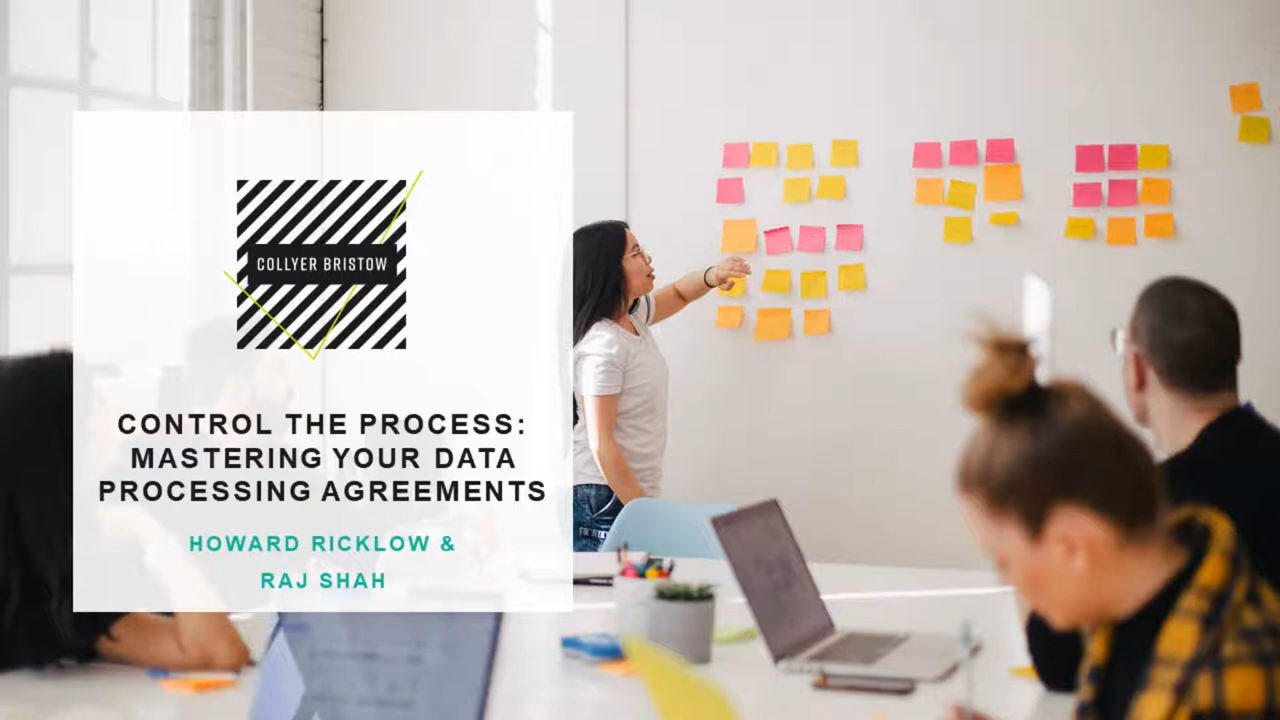 COLLYER BRISTOW
CONTROL THE PROCESS:
MASTERING YOUR DATA
PROCESSING AGREEMENTS
HOWARD RICKLOW &
RAJ SHAH